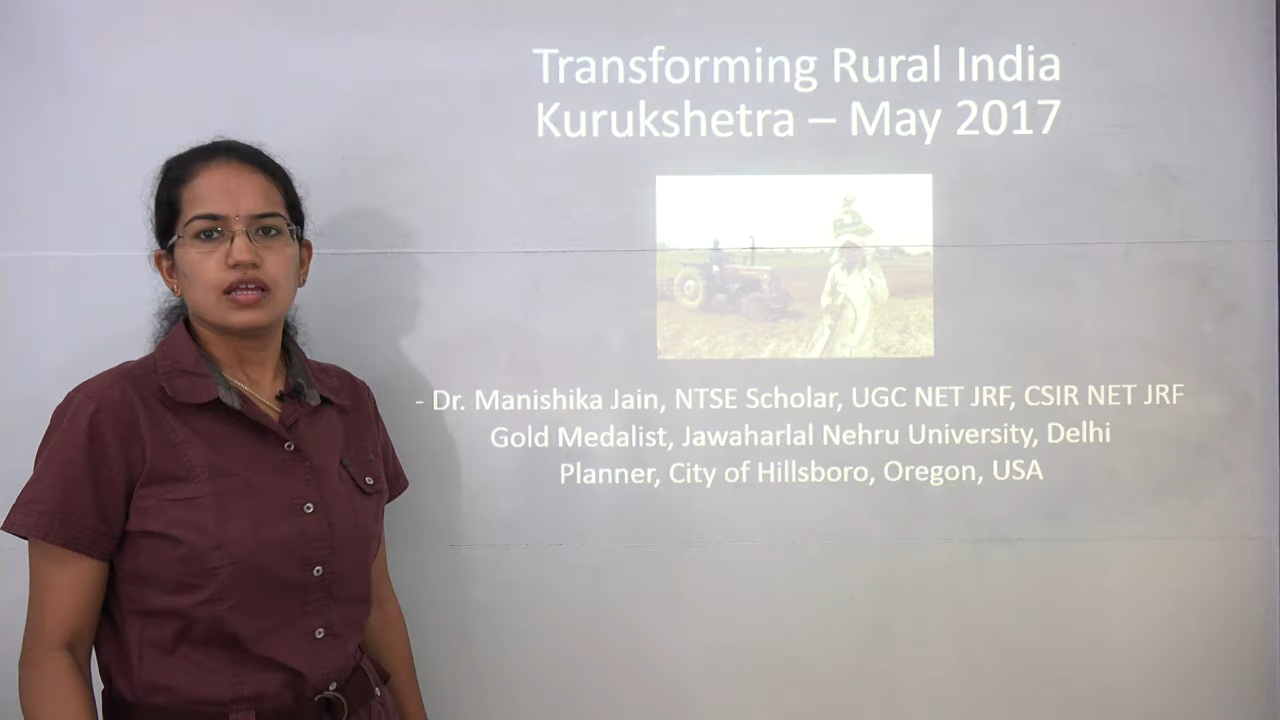 Transforming Rural India
Kurukshetra – May 2017
- Dr. Manishika Jain, NTSE Scholar, UGC NET JRF, CSIR NET JRF
Gold Medalist, Jawaharlal Nehru University, Delhi
Planner, City of Hillsboro, Oregon, USA